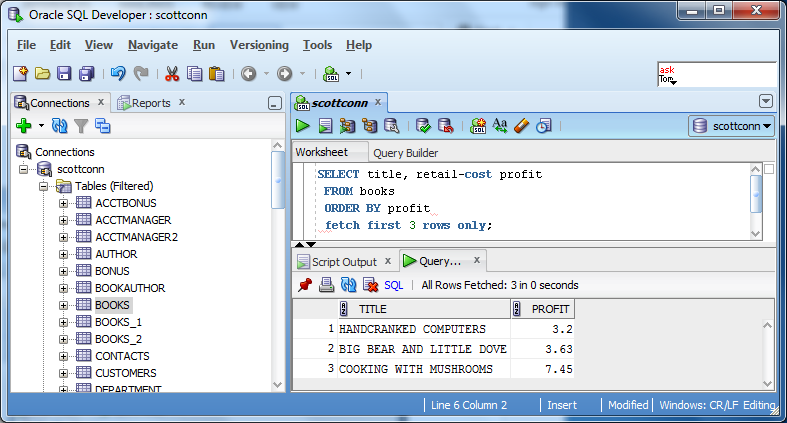 Oracle SQL Developer : scottconn
File Edit View Navigate Run Versioning Tools Help
ask
Tom
Connections x Reports x
Connections
scottconn
Tables (Filtered)
ACCTBONUS
ACCTMANAGER
ACCTMANAGER2
AUTHOR
BONUS
BOOKAUTHOR
BOOKS
BOOKS_1
BOOKS_2
CONTACTS
CUSTOMERS
DEPARTMENT
scottconn x
SQL Aa scottconn
Worksheet Query Builder
SELECT title, retail-cost profit
FROM books
ORDER BY profit
fetch first 3 rows only;
Script Output x Query... x
SQL All Rows Fetched: 3 in 0 seconds
TITLE PROFIT
1 HANDCRANKED COMPUTERS 3.2
2 BIG BEAR AND LITTLE DOVE 3.63
3 COOKING WITH MUSHROOMS 7.45
Line 6 Column 2 Insert Modified Windows: CR/LF Editing